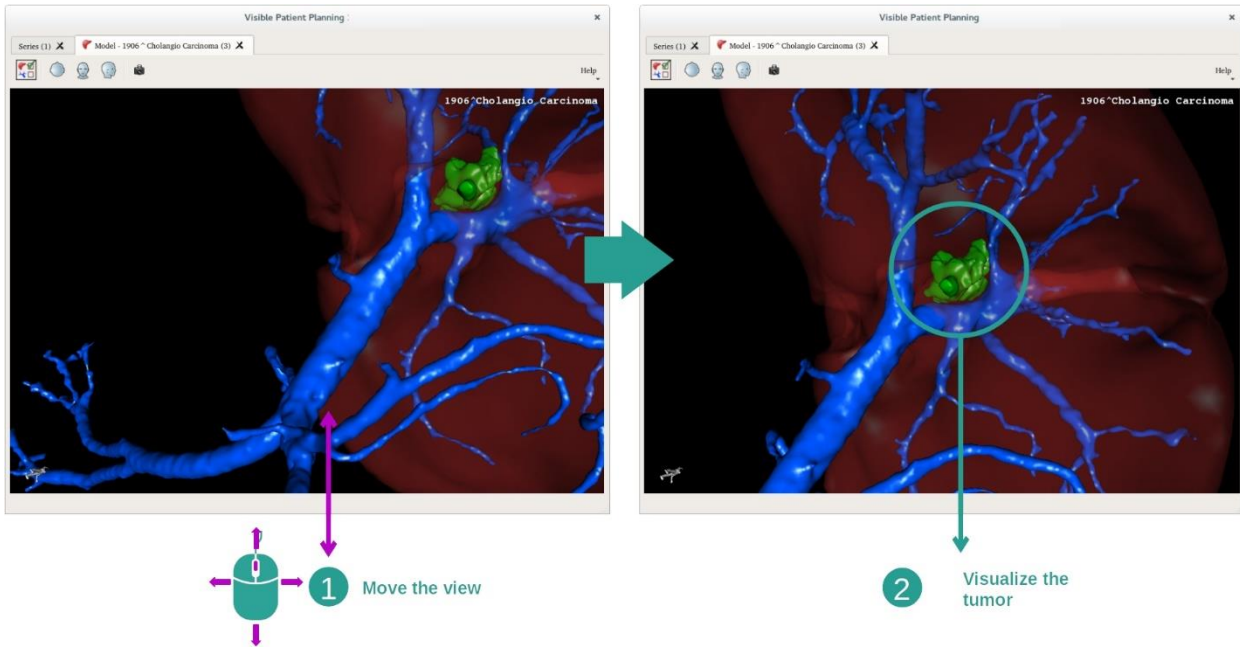 Visible Patient Planning :
×
Series (1) ✗ Model - 1906 ^ Cholangio Carcinoma (3) ✗
Help
1906^Cholangio Carcinoma
Visible Patient Planning
×
Series (1) ✗ Model - 1906 ^ Cholangio Carcinoma (3) ✗
Help
1906^Cholangio Carcinoma
1 Move the view
2 Visualize the
tumor